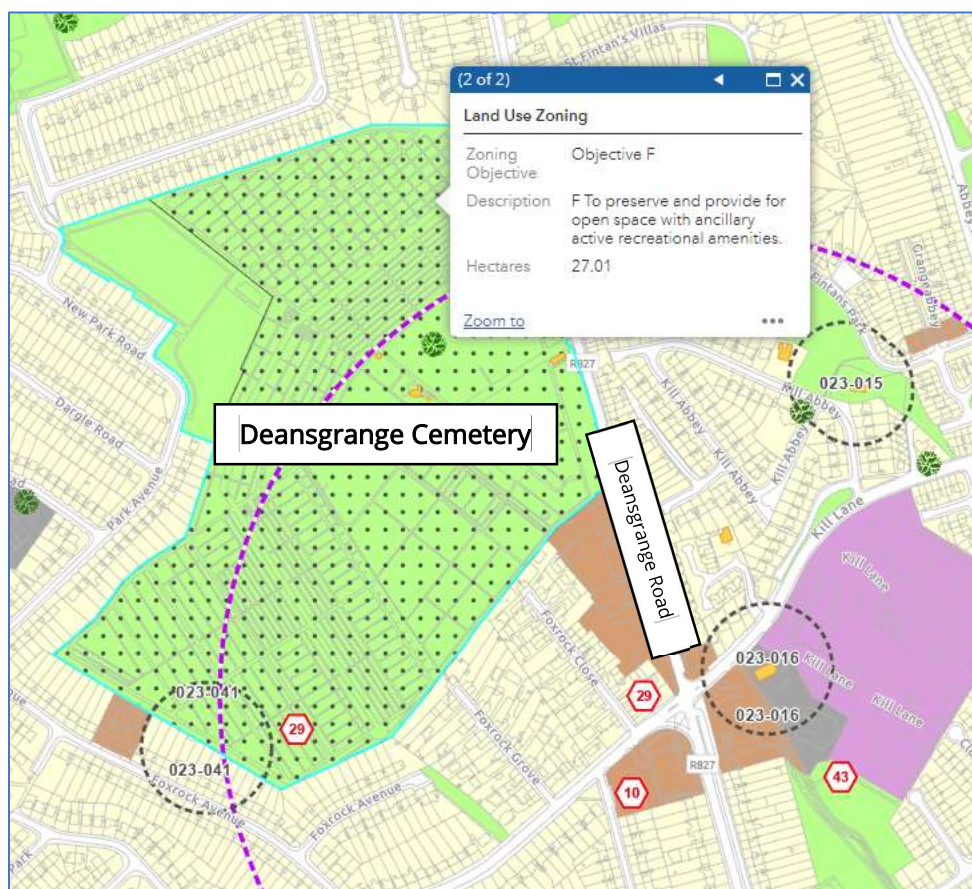 St Fintan's Villas
(2 of 2)
Land Use Zoning
Zoning Objective
Objective F
Description
F To preserve and provide for
open space with ancillary
active recreational amenities.
Hectares
27.01
Zoom to
•••
Grangeabbey
Fintans Park
R827
023-015
Kill Abbey
Kill Abbey
Kill Abbey
Kill Abbey
New Park Road
Dargle Road
Park Avenue
Deansgrange Cemetery
Deansgrange Road
Kill Lane
Kill Lane
Kill Lane
Kill Lane
Foxrock Close
023-016
023-016
023-041
023-041
29
29
Foxrock Grove
Foxrock Avenue
Foxrock Avenue
R827
10
43
Park